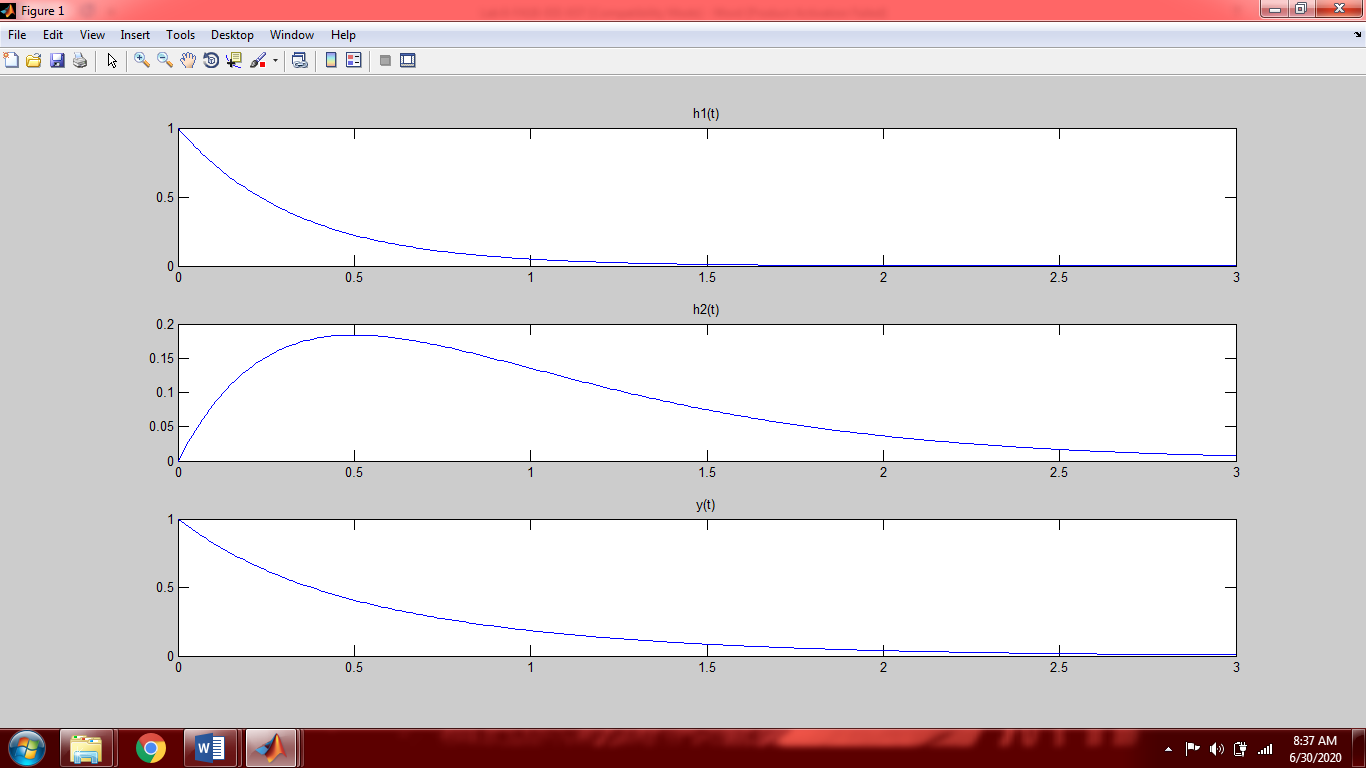 Figure 1
File Edit View Insert Tools Desktop Window Help
h1(t)
1
0.5
0
0 0.5 1 1.5 2 2.5 3
h2(t)
0.2
0.15
0.1
0.05
0
0 0.5 1 1.5 2 2.5 3
y(t)
1
0.5
0
0 0.5 1 1.5 2 2.5 3
8:37 AM
6/30/2020